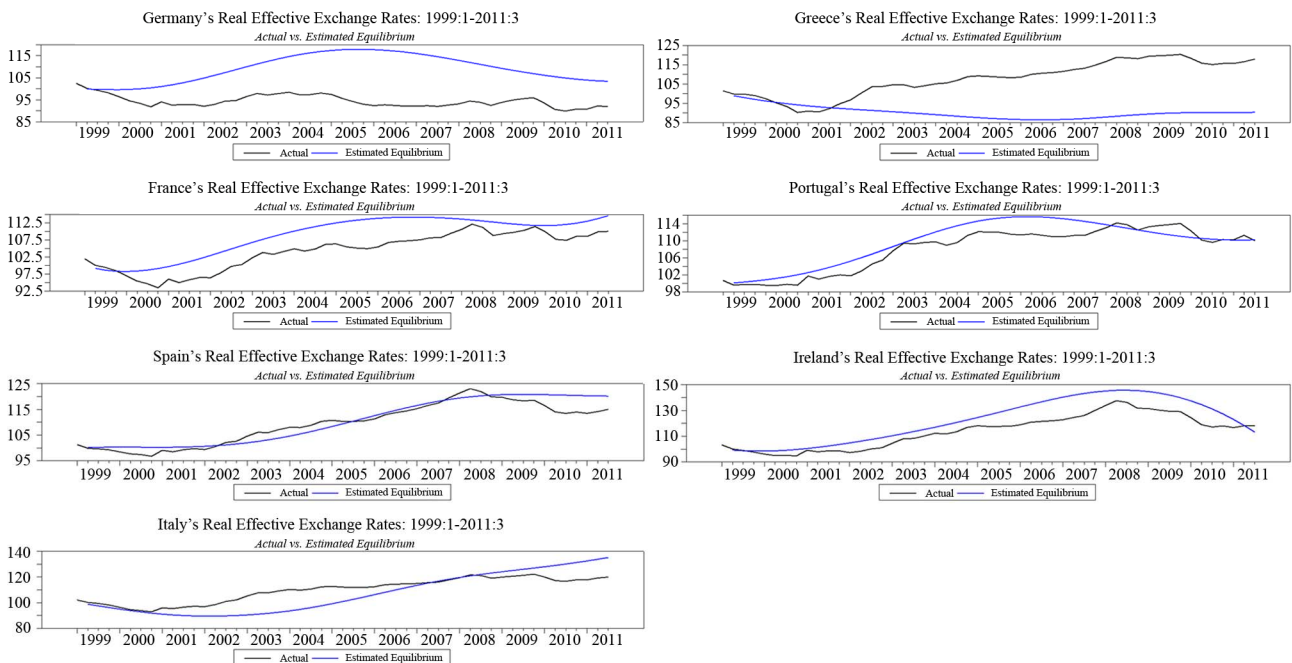 Germany’s Real Effective Exchange Rates: 1999:1-2011:3
Actual vs. Estimated Equilibrium
115
105
95
85
1999 2000 2001 2002 2003 2004 2005 2006 2007 2008 2009 2010 2011
Actual Estimated Equilibrium
Greece’s Real Effective Exchange Rates: 1999:1-2011:3
Actual vs. Estimated Equilibrium
125
115
105
95
85
1999 2000 2001 2002 2003 2004 2005 2006 2007 2008 2009 2010 2011
Actual Estimated Equilibrium
France’s Real Effective Exchange Rates: 1999:1-2011:3
Actual vs. Estimated Equilibrium
112.5
107.5
102.5
97.5
92.5
1999 2000 2001 2002 2003 2004 2005 2006 2007 2008 2009 2010 2011
Actual Estimated Equilibrium
Portugal’s Real Effective Exchange Rates: 1999:1-2011:3
Actual vs. Estimated Equilibrium
114
110
106
102
98
1999 2000 2001 2002 2003 2004 2005 2006 2007 2008 2009 2010 2011
Actual Estimated Equilibrium
Spain’s Real Effective Exchange Rates: 1999:1-2011:3
Actual vs. Estimated Equilibrium
125
115
105
95
1999 2000 2001 2002 2003 2004 2005 2006 2007 2008 2009 2010 2011
Actual Estimated Equilibrium
Ireland’s Real Effective Exchange Rates: 1999:1-2011:3
Actual vs. Estimated Equilibrium
150
130
110
90
1999 2000 2001 2002 2003 2004 2005 2006 2007 2008 2009 2010 2011
Actual Estimated Equilibrium
Italy’s Real Effective Exchange Rates: 1999:1-2011:3
Actual vs. Estimated Equilibrium
140
120
100
80
1999 2000 2001 2002 2003 2004 2005 2006 2007 2008 2009 2010 2011
Actual Estimated Equilibrium